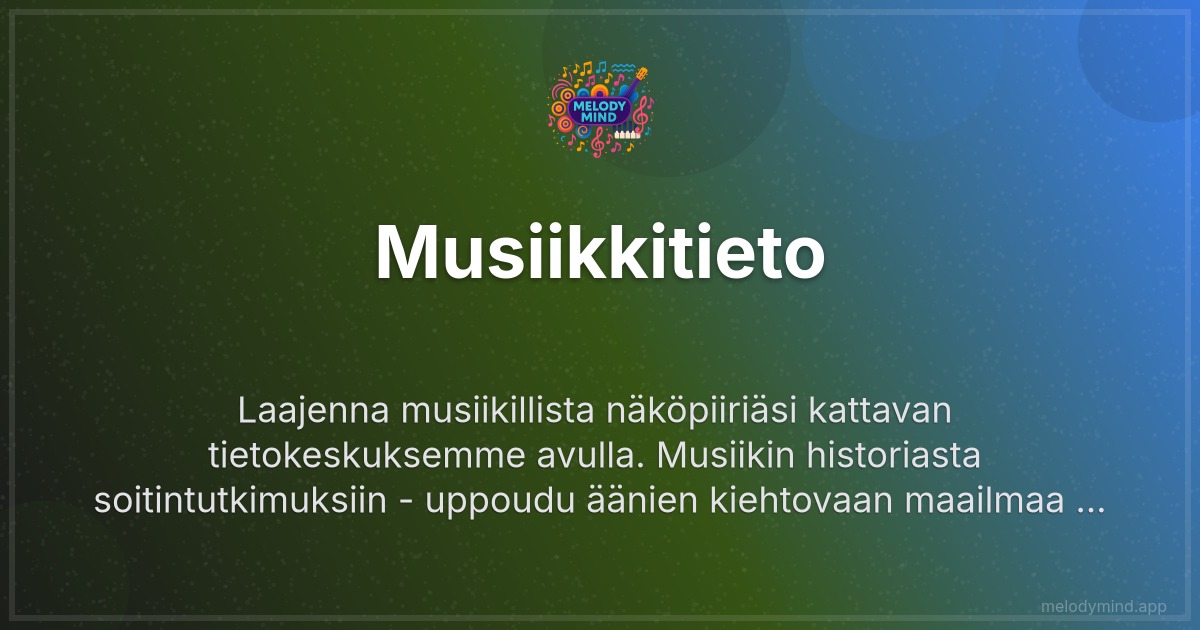 MELODY
MIND
Musiikkitieto
Laajenna musiikillista näköpiiriäsi kattavan
tietokeskuksemme avulla. Musiikin historiasta
soitintutkimuksiin - uppoudu äänien kiehtovaan maailmaa ...
melodymind.app